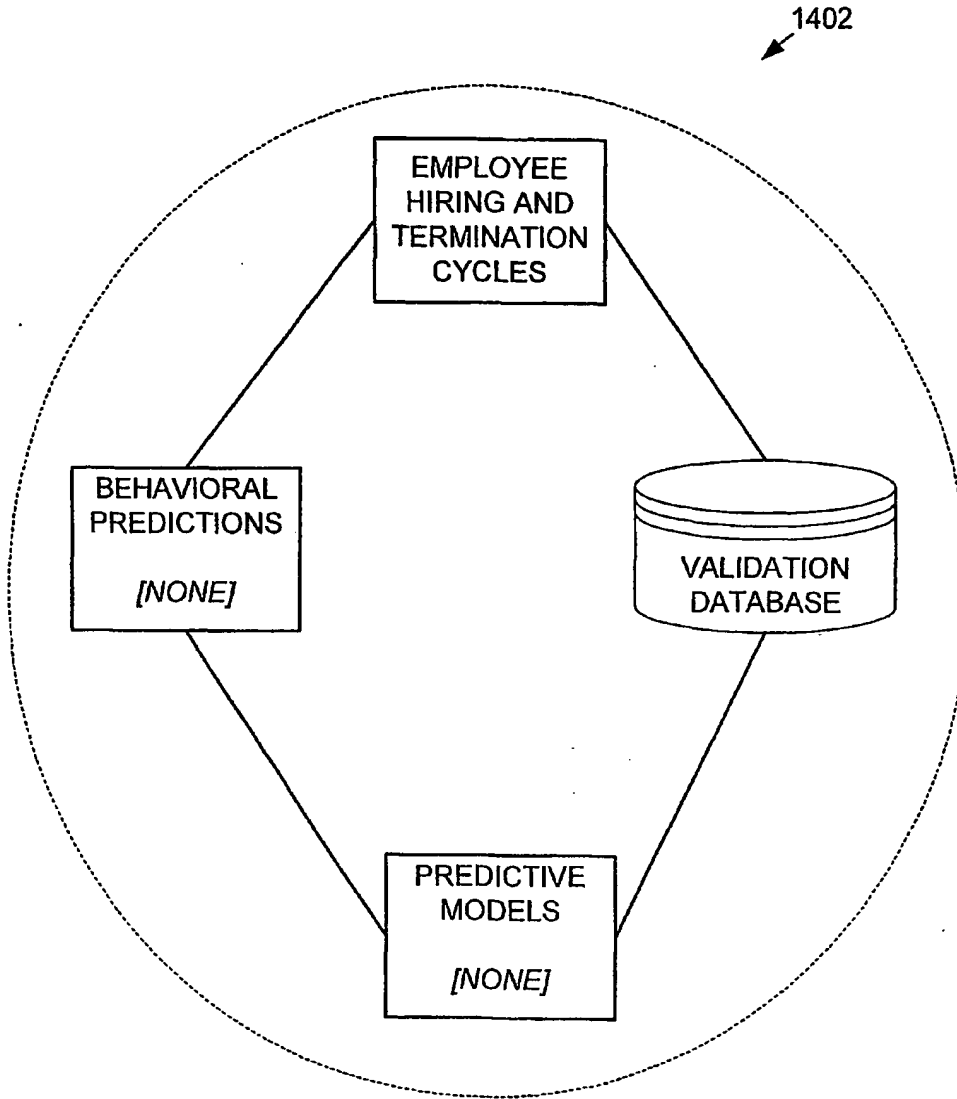 1402
EMPLOYEE
HIRING AND
TERMINATION
CYCLES
BEHAVIORAL
PREDICTIONS
[NONE]
VALIDATION
DATABASE
PREDICTIVE
MODELS
[NONE]